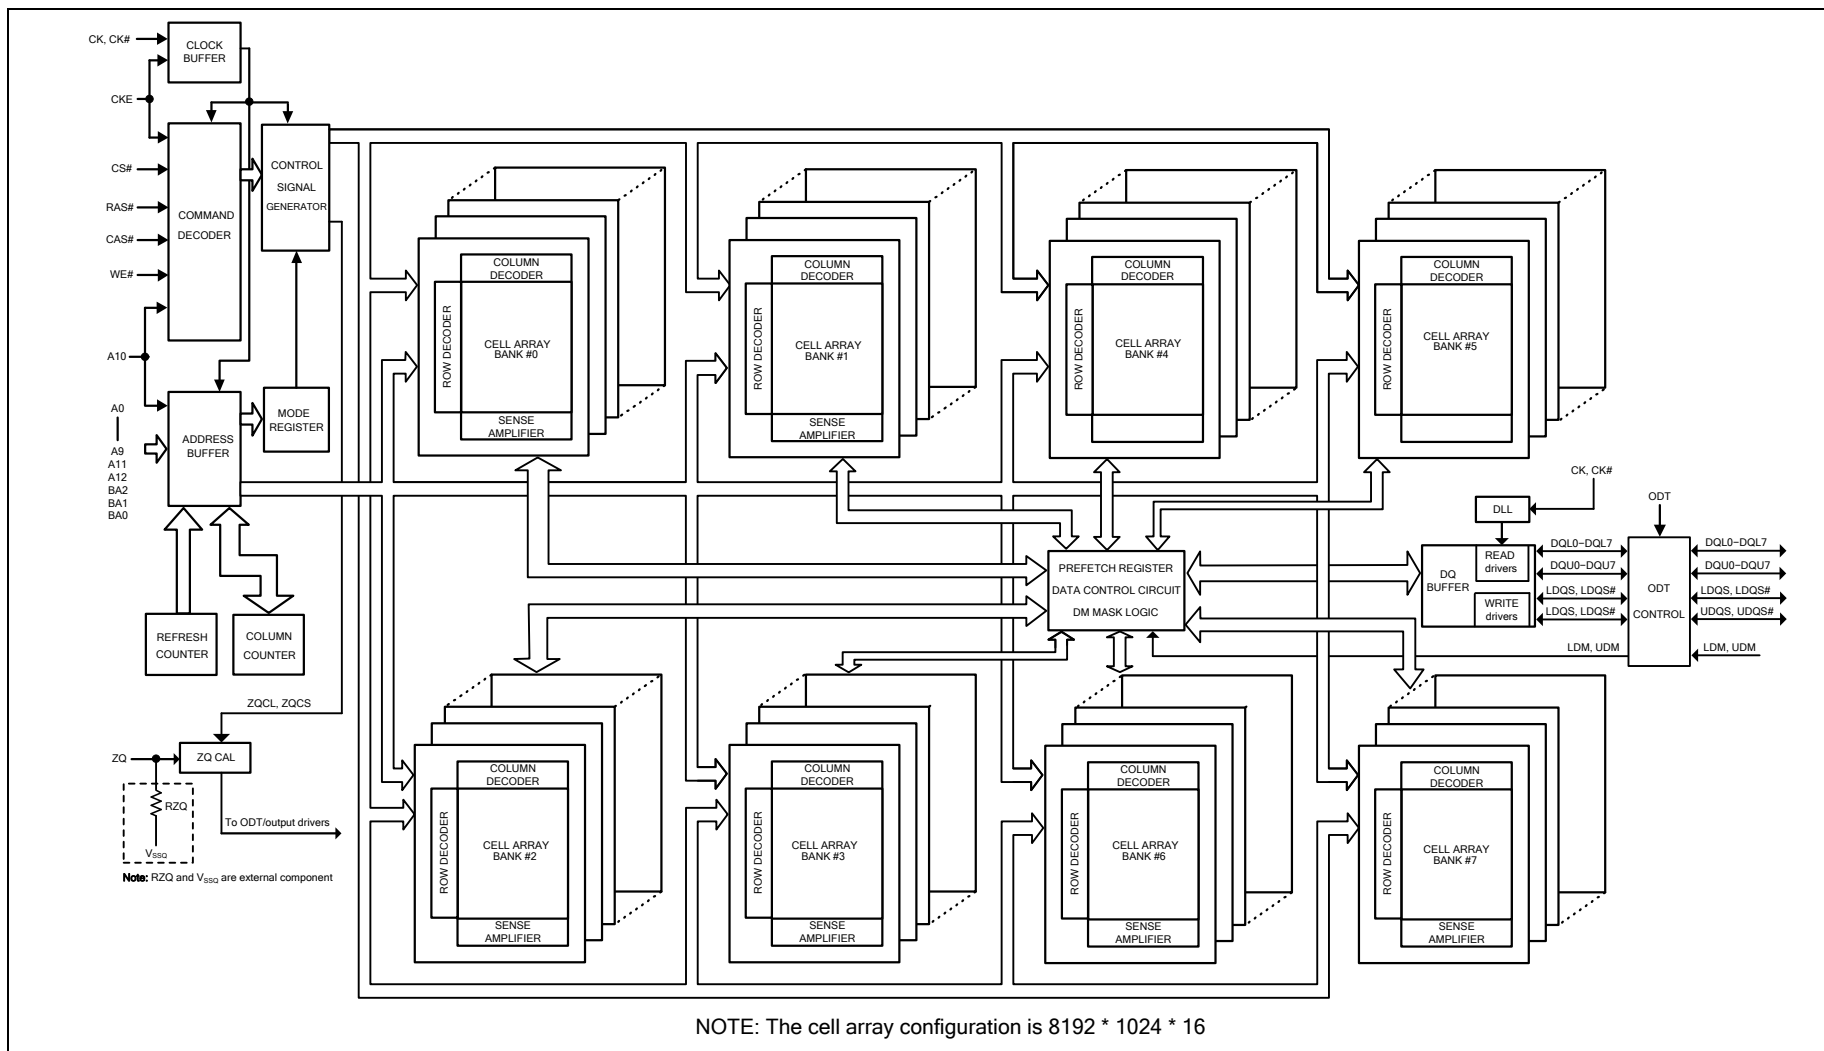 CK, CK#
CLOCK
BUFFER
CKE
CS#
RAS#
CAS#
WE#
COMMAND
DECODER
CONTROL
SIGNAL
GENERATOR
A10
A0
A9
A11
A12
BA2
BA1
BA0
ADDRESS
BUFFER
MODE
REGISTER
REFRESH
COUNTER
COLUMN
COUNTER
ZQCL, ZQCS
ZQ
ZQ CAL
RZQ
VSSQ
To ODT/output drivers
Note: RZQ and VSSQ are external component
COLUMN
DECODER
ROW DECODER
CELL ARRAY
BANK #0
SENSE
AMPLIFIER
COLUMN
DECODER
ROW DECODER
CELL ARRAY
BANK #1
SENSE
AMPLIFIER
COLUMN
DECODER
ROW DECODER
CELL ARRAY
BANK #4
COLUMN
DECODER
ROW DECODER
CELL ARRAY
BANK #5
PREFETCH REGISTER
DATA CONTROL CIRCUIT
DM MASK LOGIC
CK, CK#
DLL
ODT
DQ
BUFFER
READ
drivers
WRITE
drivers
DQL0-DQL7
DQU0-DQU7
LDQS, LDQS#
LDQS, LDQS#
LDM, UDM
ODT
CONTROL
DQL0-DQL7
DQU0-DQU7
LDQS, LDQS#
UDQS, UDQS#
LDM, UDM
COLUMN
DECODER
ROW DECODER
CELL ARRAY
BANK #2
SENSE
AMPLIFIER
COLUMN
DECODER
ROW DECODER
CELL ARRAY
BANK #3
SENSE
AMPLIFIER
COLUMN
DECODER
ROW DECODER
CELL ARRAY
BANK #6
SENSE
AMPLIFIER
COLUMN
DECODER
ROW DECODER
CELL ARRAY
BANK #7
SENSE
AMPLIFIER
NOTE: The cell array configuration is 8192 * 1024 * 16